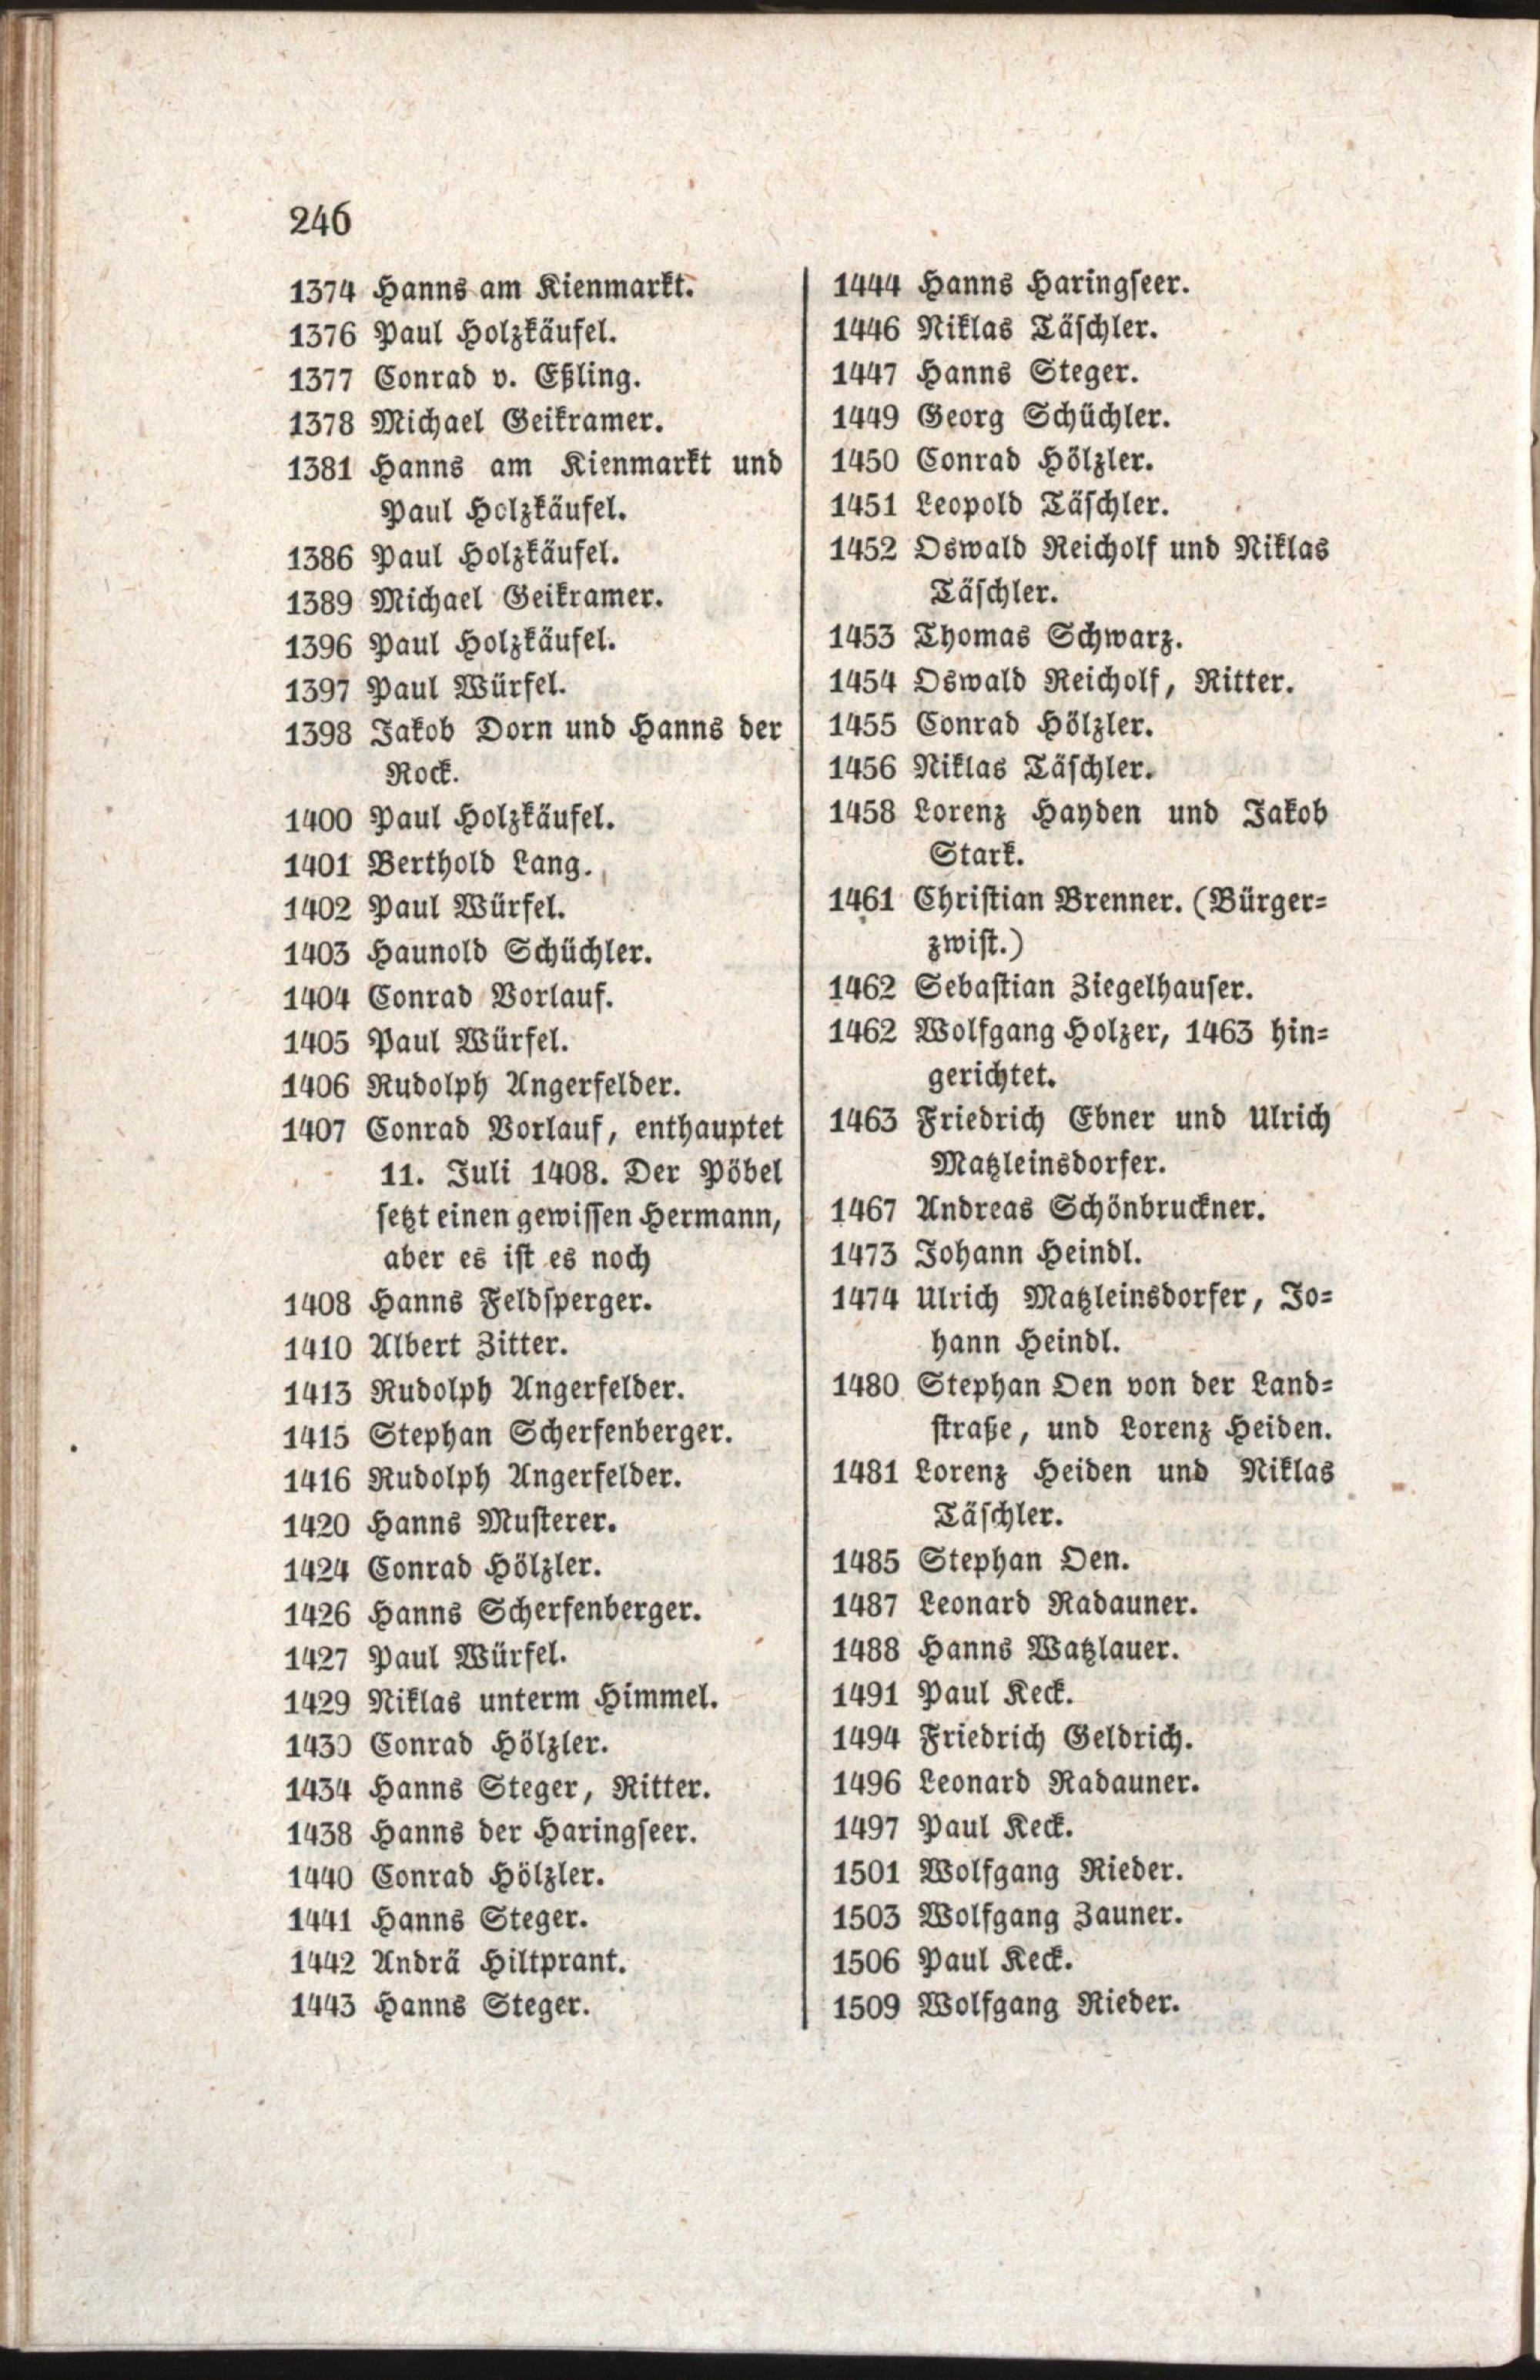 246
1374 Hanns am Kienmarkt.
1376 Paul Holzkäufel.
1377 Conrad v. Eßling.
1378 Michael Geikramer.
1381 Hanns am Kienmarkt und
Paul Holzkäufel.
1386 Paul Holzkäufel.
1389 Michael Geikramer.
1396 Paul Holzkäufel.
1397 Paul Würfel.
1398 Jakob Dorn und Hanns der
Rock.
1400 Paul Holzkäufel.
1401 Berthold Lang.
1402 Paul Würfel.
1403 Haunold Schüchler.
1404 Conrad Vorlauf.
1405 Paul Würfel.
1406 Rudolph Angerfelder.
1407 Conrad Vorlauf, enthauptet
11. Juli 1408. Der Pöbel
setzt einen gewissen Hermann,
aber es ist es noch
1408 Hanns Feldsperger.
1410 Albert Zitter.
1413 Rudolph Angerfelder.
1415 Stephan Scherfenberger.
1416 Rudolph Angerfelder.
1420 Hanns Musterer.
1424 Conrad Hölzler.
1426 Hanns Scherfenberger.
1427 Paul Würfel.
1429 Niklas unterm Himmel.
1430 Conrad Hölzler.
1434 Hanns Steger, Ritter.
1438 Hanns der Haringseer.
1440 Conrad Hölzler.
1441 Hanns Steger.
1442 Andrä Hiltprant.
1443 Hanns Steger.
1444 Hanns Haringseer.
1446 Niklas Täschler.
1447 Hanns Steger.
1449 Georg Schüchler.
1450 Conrad Hölzler.
1451 Leopold Täschler.
1452 Oswald Reicholf und Niklas
Täschler.
1453 Thomas Schwarz.
1454 Oswald Reicholf, Ritter.
1455 Conrad Hölzler.
1456 Niklas Täschler.
1458 Lorenz Hayden und Jakob
Stark.
1461 Christian Brenner. (Bürger=
zwist.)
1462 Sebastian Ziegelhauser.
1462 Wolfgang Holzer, 1463 hin=
gerichtet.
1463 Friedrich Ebner und Ulrich
Matzleinsdorfer.
1467 Andreas Schönbruckner.
1473 Johann Heindl.
1474 Ulrich Matzleinsdorfer, Jo=
hann Heindl.
1480 Stephan Oen von der Land=
straße, und Lorenz Heiden.
1481 Lorenz Heiden und Niklas
Täschler.
1485 Stephan Oen.
1487 Leonard Radauner.
1488 Hanns Watzlauer.
1491 Paul Keck.
1494 Friedrich Geldrich.
1496 Leonard Radauner.
1497 Paul Keck.
1501 Wolfgang Rieder.
1503 Wolfgang Zauner.
1506 Paul Keck.
1509 Wolfgang Rieder.